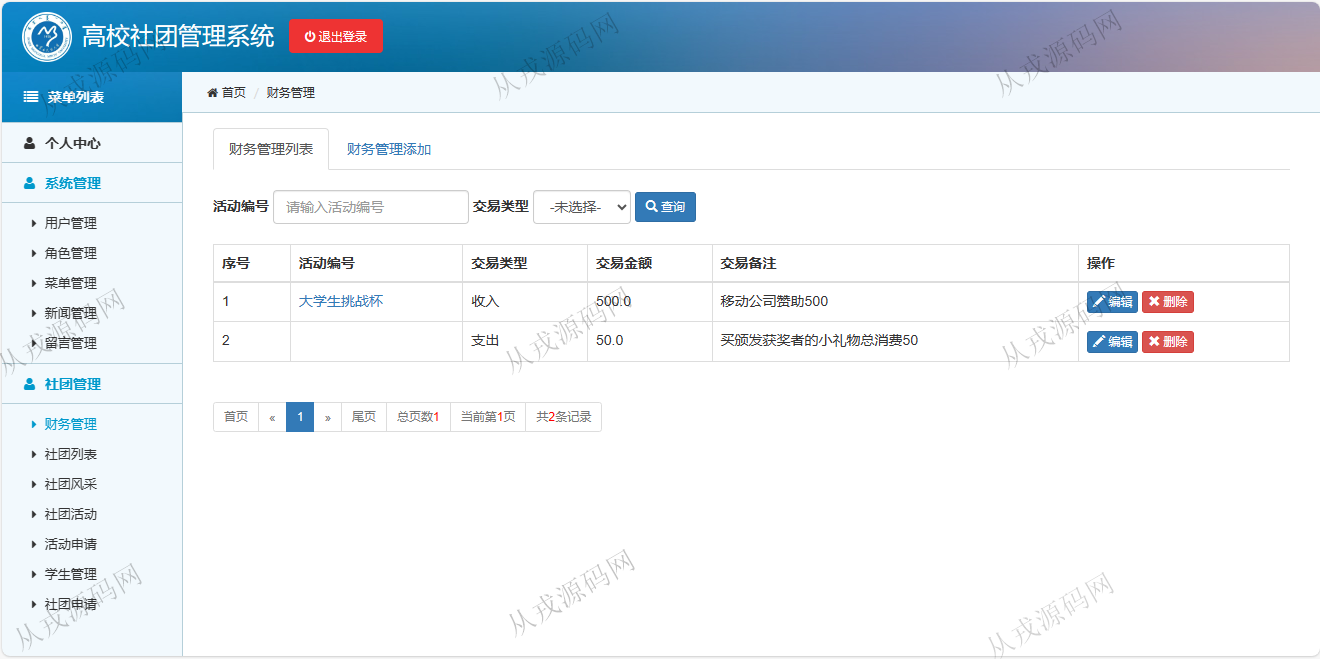 高校社团管理系统
退出登录
菜单列表
首页 / 财务管理
个人中心
系统管理
用户管理
角色管理
菜单管理
新闻管理
留言管理
社团管理
财务管理
社团列表
社团风采
社团活动
活动申请
学生管理
社团申请
财务管理列表 财务管理添加
活动编号 请输入活动编号 交易类型 -未选择- 查询
序号 活动编号 交易类型 交易金额 交易备注 操作
1 大学生挑战杯 收入 500.0 移动公司赞助500 编辑 删除
2 支出 50.0 买颁发获奖者的小礼物总消费50 编辑 删除
首页 « 1 » 尾页 总页数1 当前第1页 共2条记录
从戎源码网
从戎源码网
从戎源码网
从戎源码网
从戎源码网
从戎源码网
从戎源码网
从戎源码网
从戎源码网